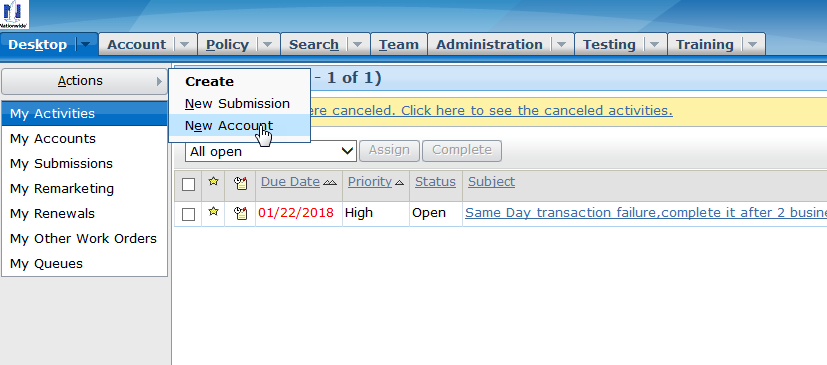 Nationwide
Desktop Account Policy Search Team Administration Testing Training
Actions
Create
New Submission
New Account
- 1 of 1)
re canceled. Click here to see the canceled activities.
My Activities
My Accounts
My Submissions
My Remarketing
My Renewals
My Other Work Orders
My Queues
All open Assign Complete
Due Date Priority Status Subject
01/22/2018 High Open Same Day transaction failure,complete it after 2 busine